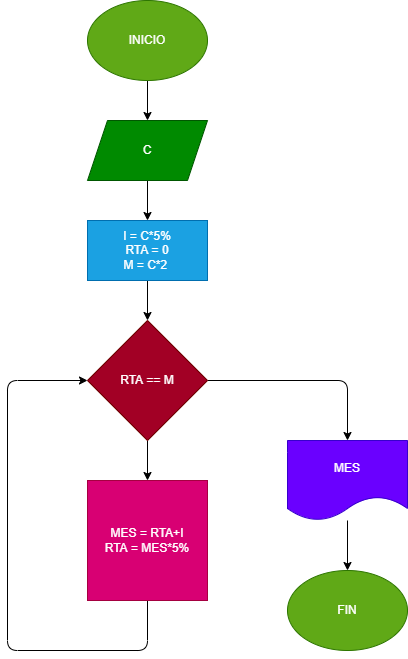 INICIO
C
I = C*5%
RTA = 0
M = C*2
RTA == M
MES
MES = RTA+I
RTA = MES*5%
FIN